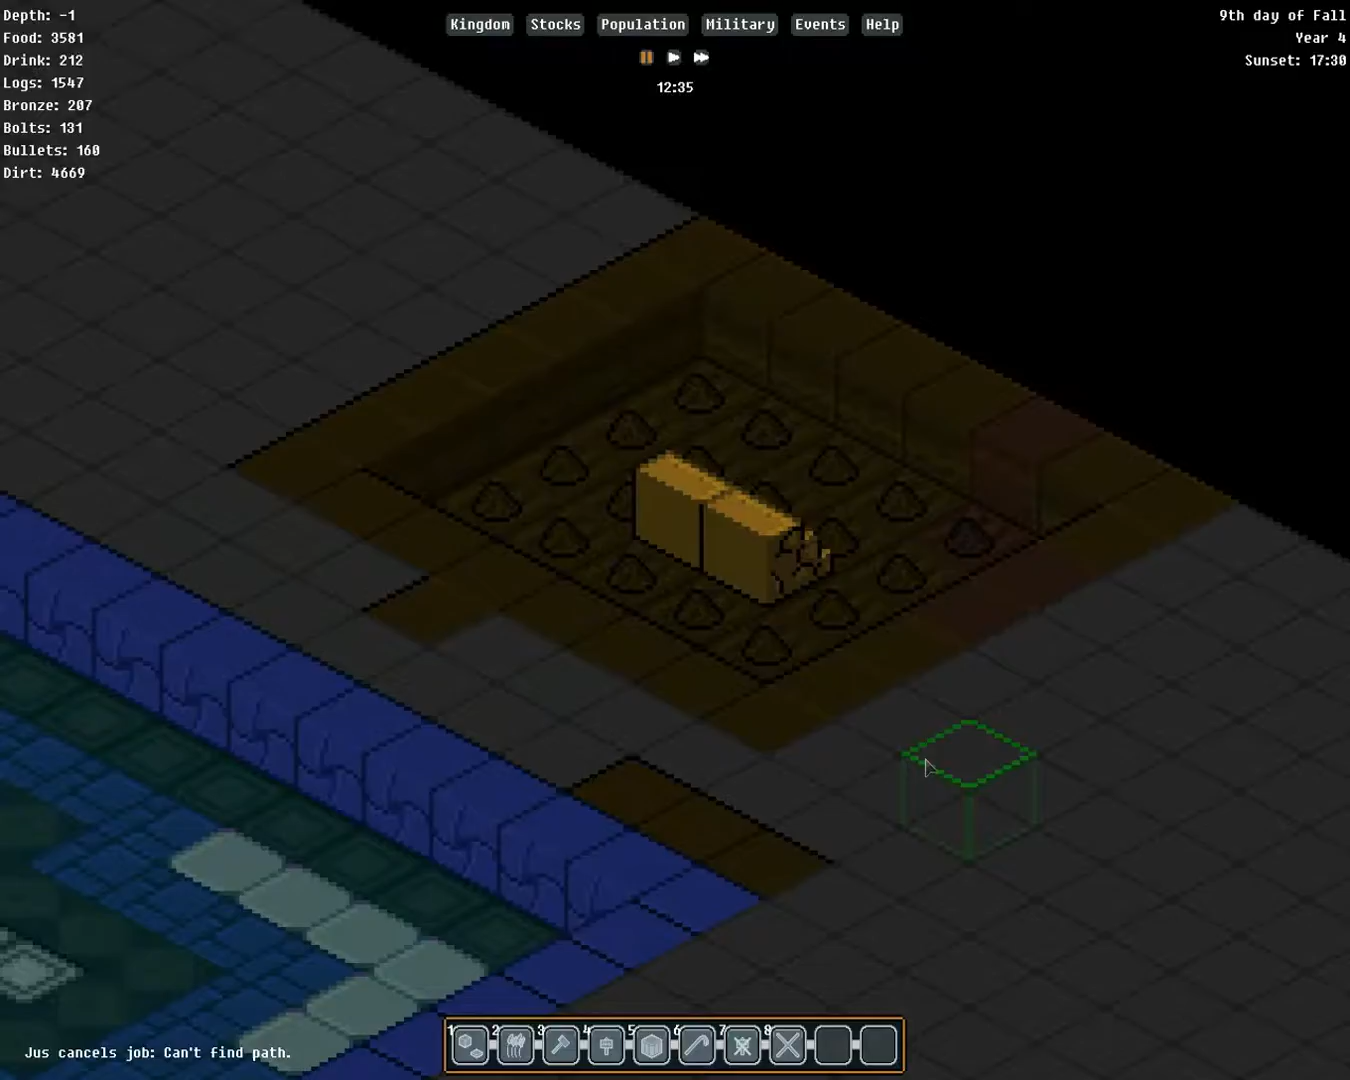 Depth: -1
Food: 3581
Drink: 212
Logs: 1547
Bronze: 207
Bolts: 131
Bullets: 160
Dirt: 4669
Kingdom Stocks Population Military Events Help
12:35
9th day of Fall
Year 4
Sunset: 17:30
Jus cancels job: Can't find path.
1 2 3 4 5 6 7 8